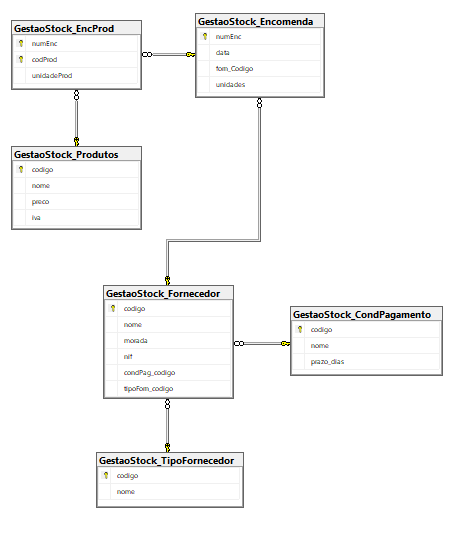 GestaoStock_EncProd
numEnc
codProd
unidadeProd
GestaoStock_Encomenda
numEnc
data
forn_Codigo
unidades
GestaoStock_Produtos
codigo
nome
preco
iva
GestaoStock_Fornecedor
codigo
nome
morada
nif
condPag_codigo
tipoForn_codigo
GestaoStock_CondPagamento
codigo
nome
prazo_dias
GestaoStock_TipoFornecedor
codigo
nome